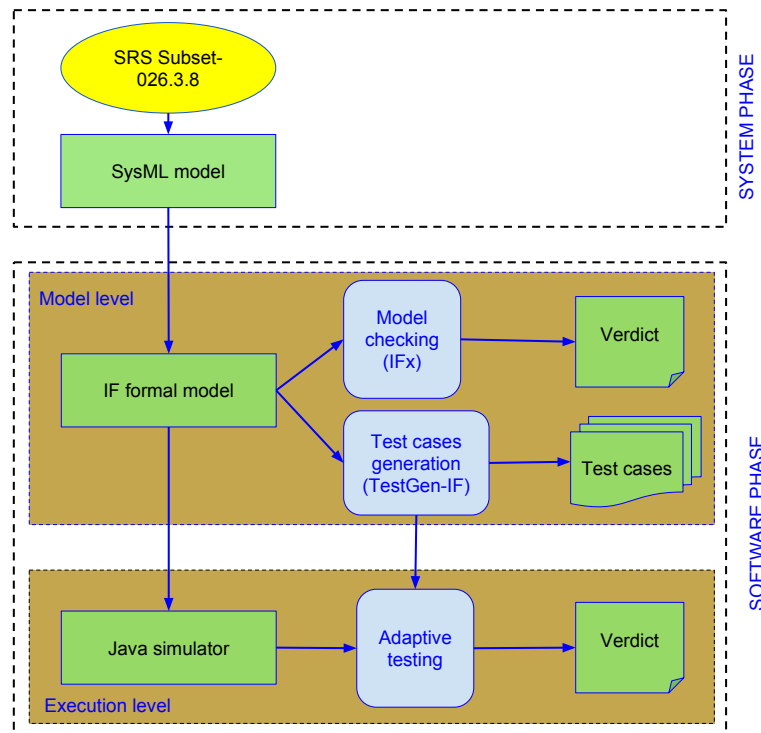 SRS Subset-
026.3.8
SysML model
SYSTEM PHASE
Model level
Model
checking
(IFx)
Verdict
IF formal model
Test cases
generation
(TestGen-IF)
Test cases
SOFTWARE PHASE
Java simulator
Adaptive
testing
Verdict
Execution level